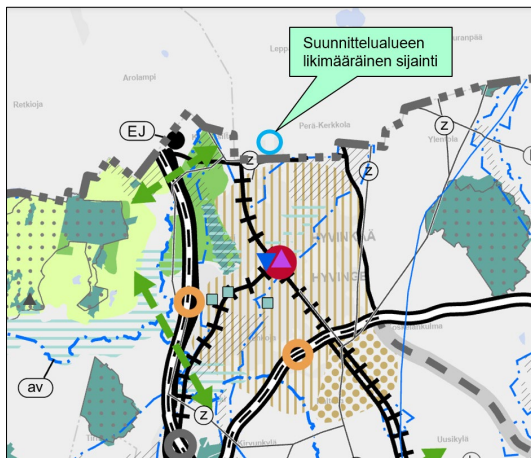 Suunnittelualueen
likimääräinen sijainti
Arolampi
Retkioja
EJ
Perä-Kerkkola
z
z
z
HYVINKÄÄ
HYVINGE
av
z
Uusikylä